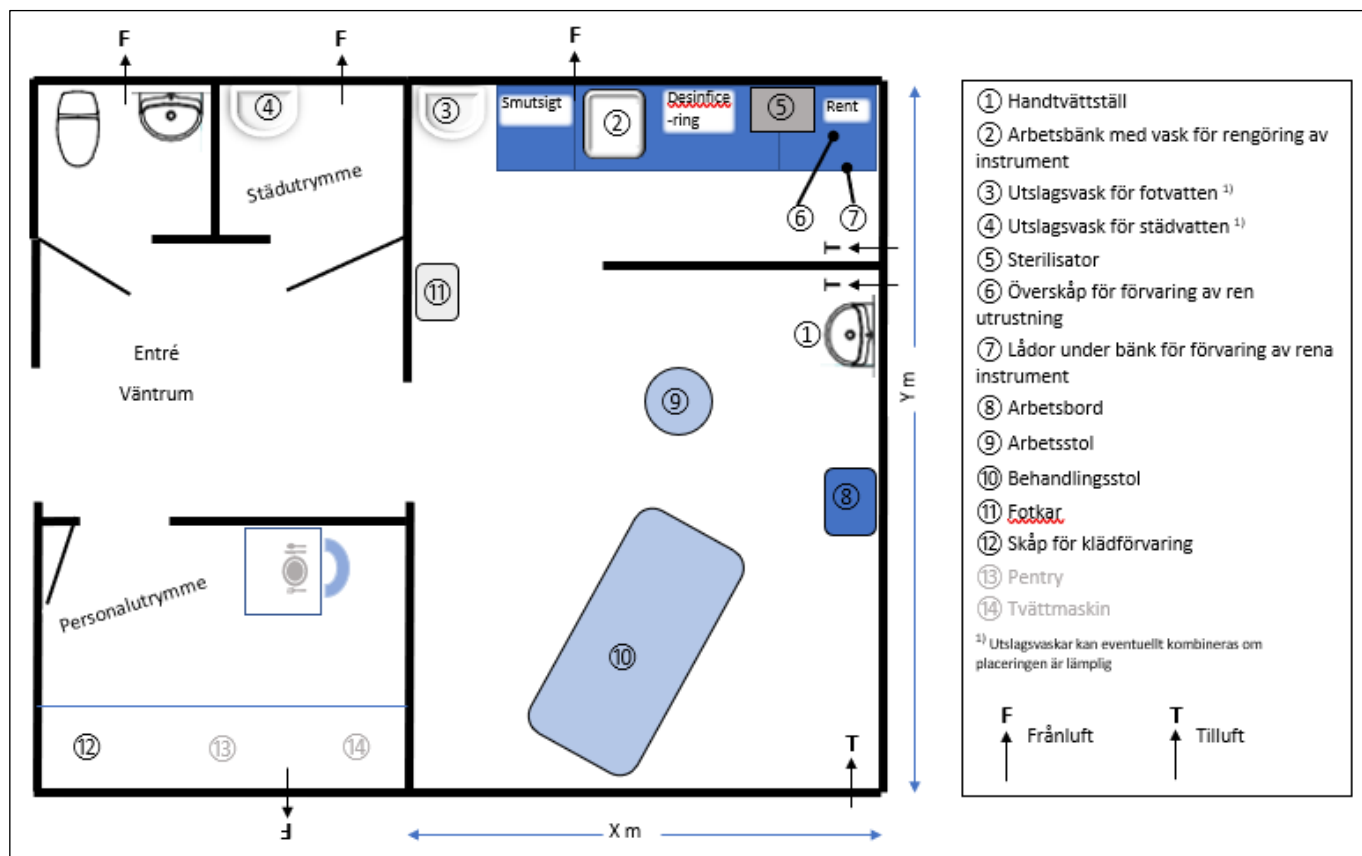 F
F
F
④
③
Smutsigt
②
Desinfice
-ring
⑤
Rent
Städutrymme
⑥
⑦
T
T
⑪
①
Entré
Väntrum
⑨
Y m
⑧
Personalutrymme
⑩
⑫
⑬
⑭
T
F
X m
① Handtvättställ
② Arbetsbänk med vask för rengöring av
instrument
③ Utslagsvask för fotvatten ¹⁾
④ Utslagsvask för städvatten ¹⁾
⑤ Sterilisator
⑥ Överskåp för förvaring av ren
utrustning
⑦ Lådor under bänk för förvaring av rena
instrument
⑧ Arbetsbord
⑨ Arbetsstol
⑩ Behandlingsstol
⑪ Fotkar
⑫ Skåp för klädförvaring
⑬ Pentry
⑭ Tvättmaskin
¹⁾ Utslagsvaskar kan eventuellt kombineras om
placeringen är lämplig
F
Frånluft
T
Tilluft